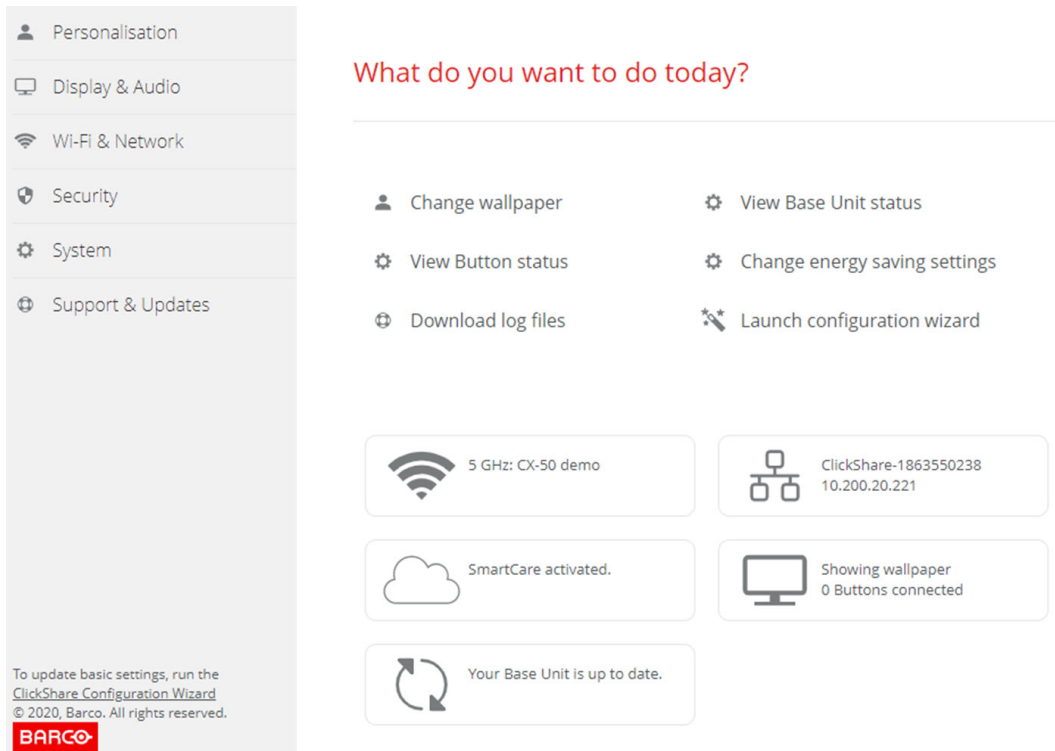 Personalisation
Display & Audio
Wi-Fi & Network
Security
System
Support & Updates
To update basic settings, run the
ClickShare Configuration Wizard
© 2020, Barco. All rights reserved.
BARCO
What do you want to do today?
Change wallpaper
View Base Unit status
View Button status
Change energy saving settings
Download log files
Launch configuration wizard
5 GHz: CX-50 demo
ClickShare-1863550238
10.200.20.221
SmartCare activated.
Showing wallpaper
0 Buttons connected
Your Base Unit is up to date.